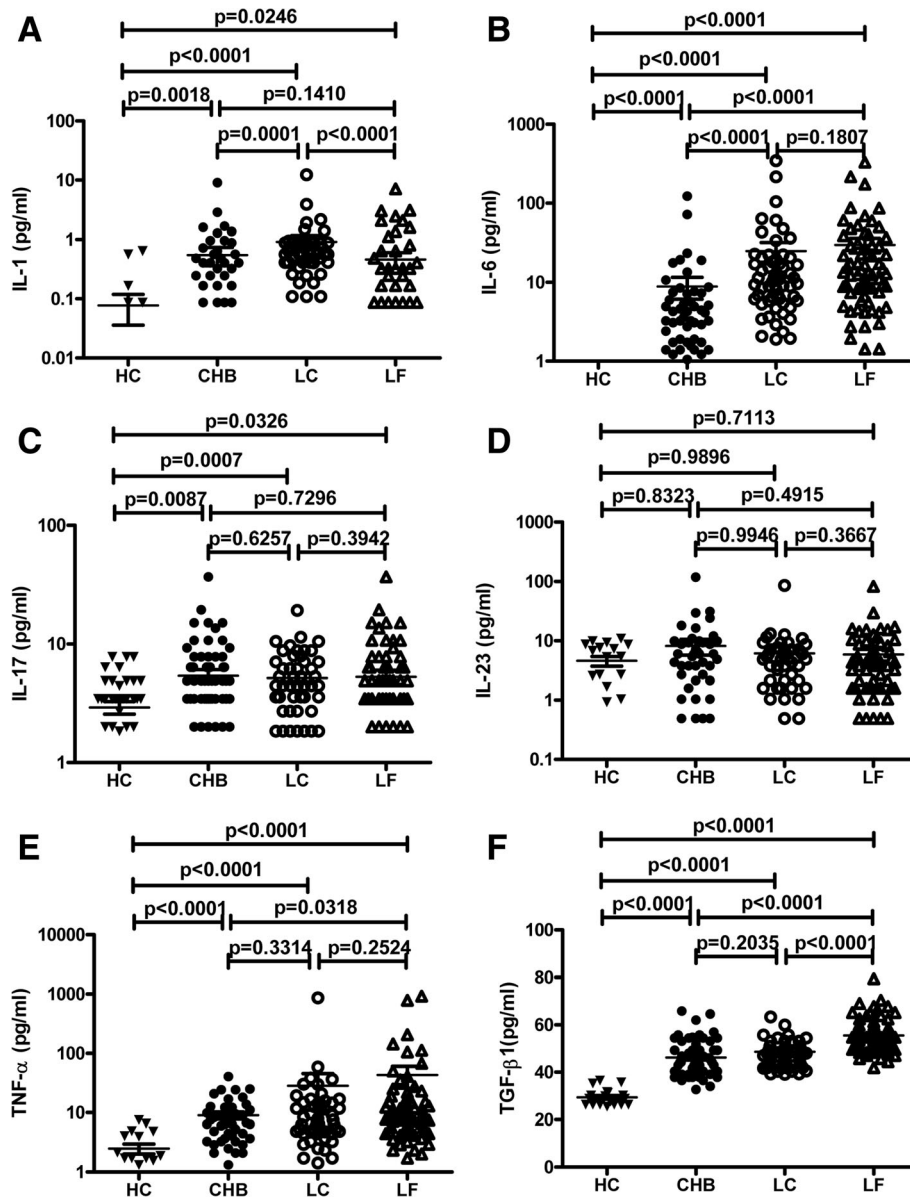 A
p=0.0246
p<0.0001
p=0.0018
p=0.1410
p=0.0001
p<0.0001
IL-1 (pg/ml)
100
10
1
0.1
0.01
HC
CHB
LC
LF
B
p<0.0001
p<0.0001
p<0.0001
p<0.0001
p<0.0001
p=0.1807
IL-6 (pg/ml)
1000
100
10
1
HC
CHB
LC
LF
C
p=0.0326
p=0.0007
p=0.0087
p=0.7296
p=0.6257
p=0.3942
IL-17 (pg/ml)
100
10
1
HC
CHB
LC
LF
D
p=0.7113
p=0.9896
p=0.8323
p=0.4915
p=0.9946
p=0.3667
IL-23 (pg/ml)
1000
100
10
1
0.1
HC
CHB
LC
LF
E
p<0.0001
p<0.0001
p<0.0001
p=0.0318
p=0.3314
p=0.2524
TNF-α (pg/ml)
10000
1000
100
10
1
HC
CHB
LC
LF
F
p<0.0001
p<0.0001
p<0.0001
p<0.0001
p=0.2035
p<0.0001
TGF-β1(pg/ml)
100
80
60
40
20
0
HC
CHB
LC
LF